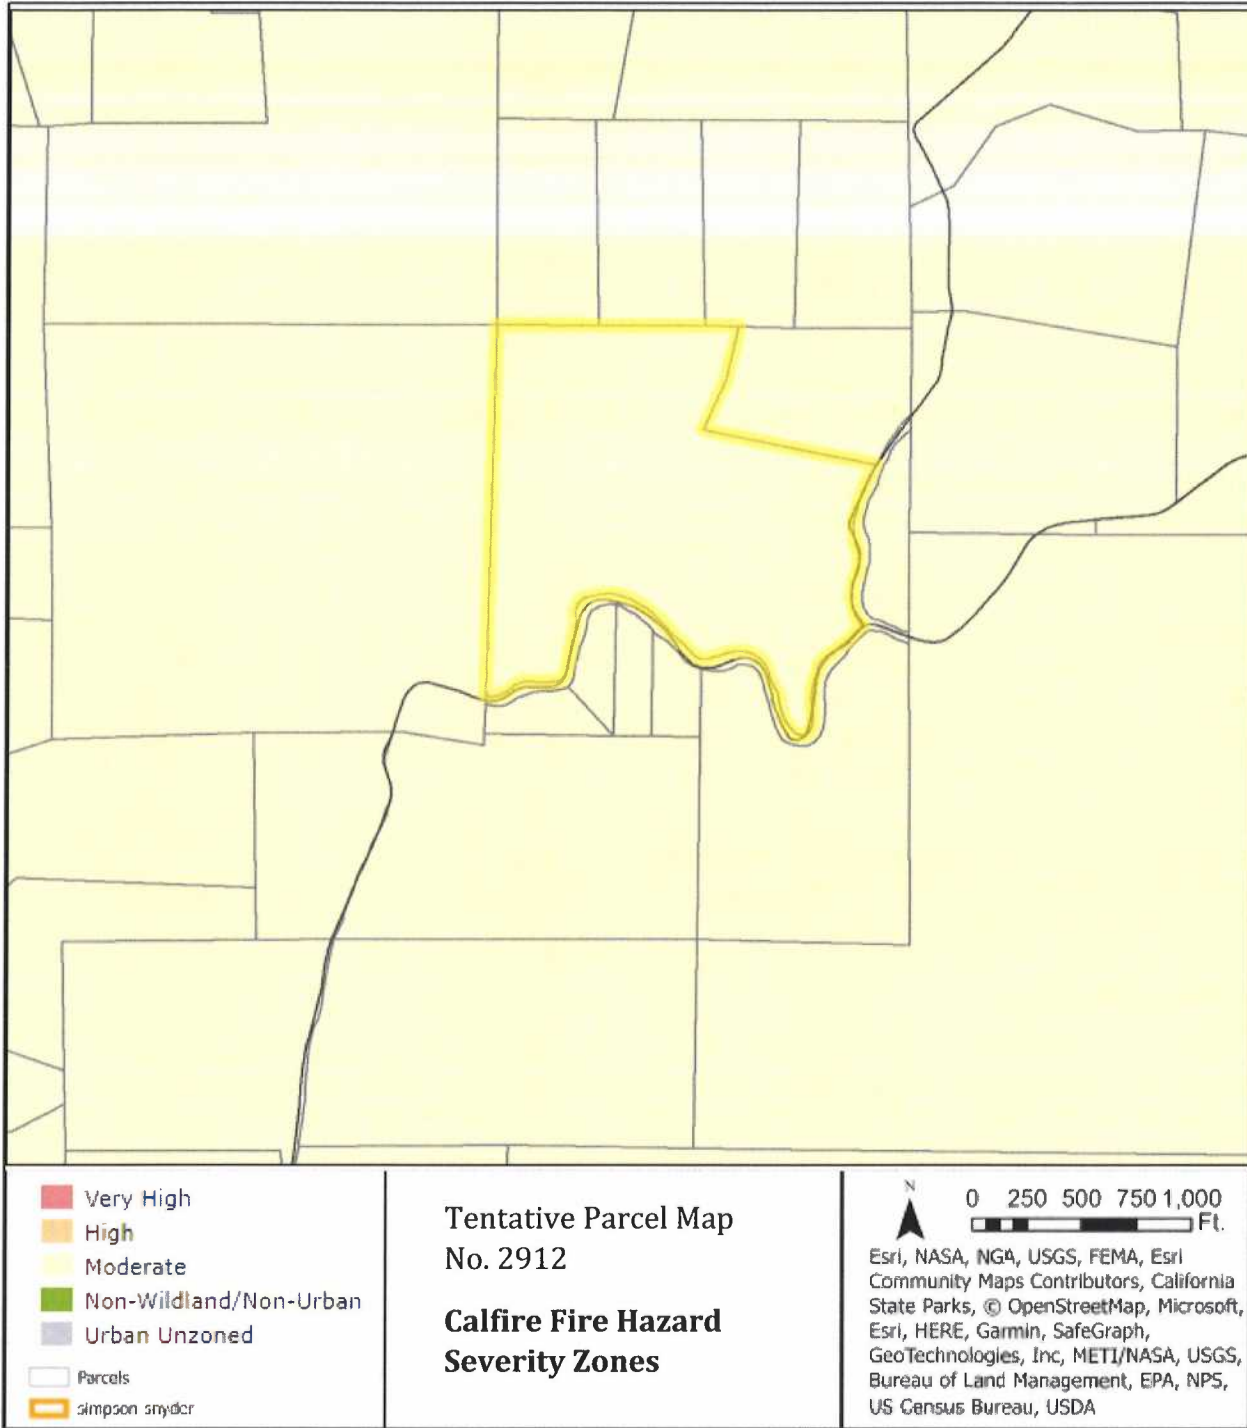 Very High
High
Moderate
Non-Wildland/Non-Urban
Urban Unzoned
Parcels
simpson snyder
Tentative Parcel Map
No. 2912
Calfire Fire Hazard
Severity Zones
N
0 250 500 750 1,000
Ft.
Esri, NASA, NGA, USGS, FEMA, Esri
Community Maps Contributors, California
State Parks, © OpenStreetMap, Microsoft,
Esri, HERE, Garmin, SafeGraph,
GeoTechnologies, Inc, METI/NASA, USGS,
Bureau of Land Management, EPA, NPS,
US Census Bureau, USDA